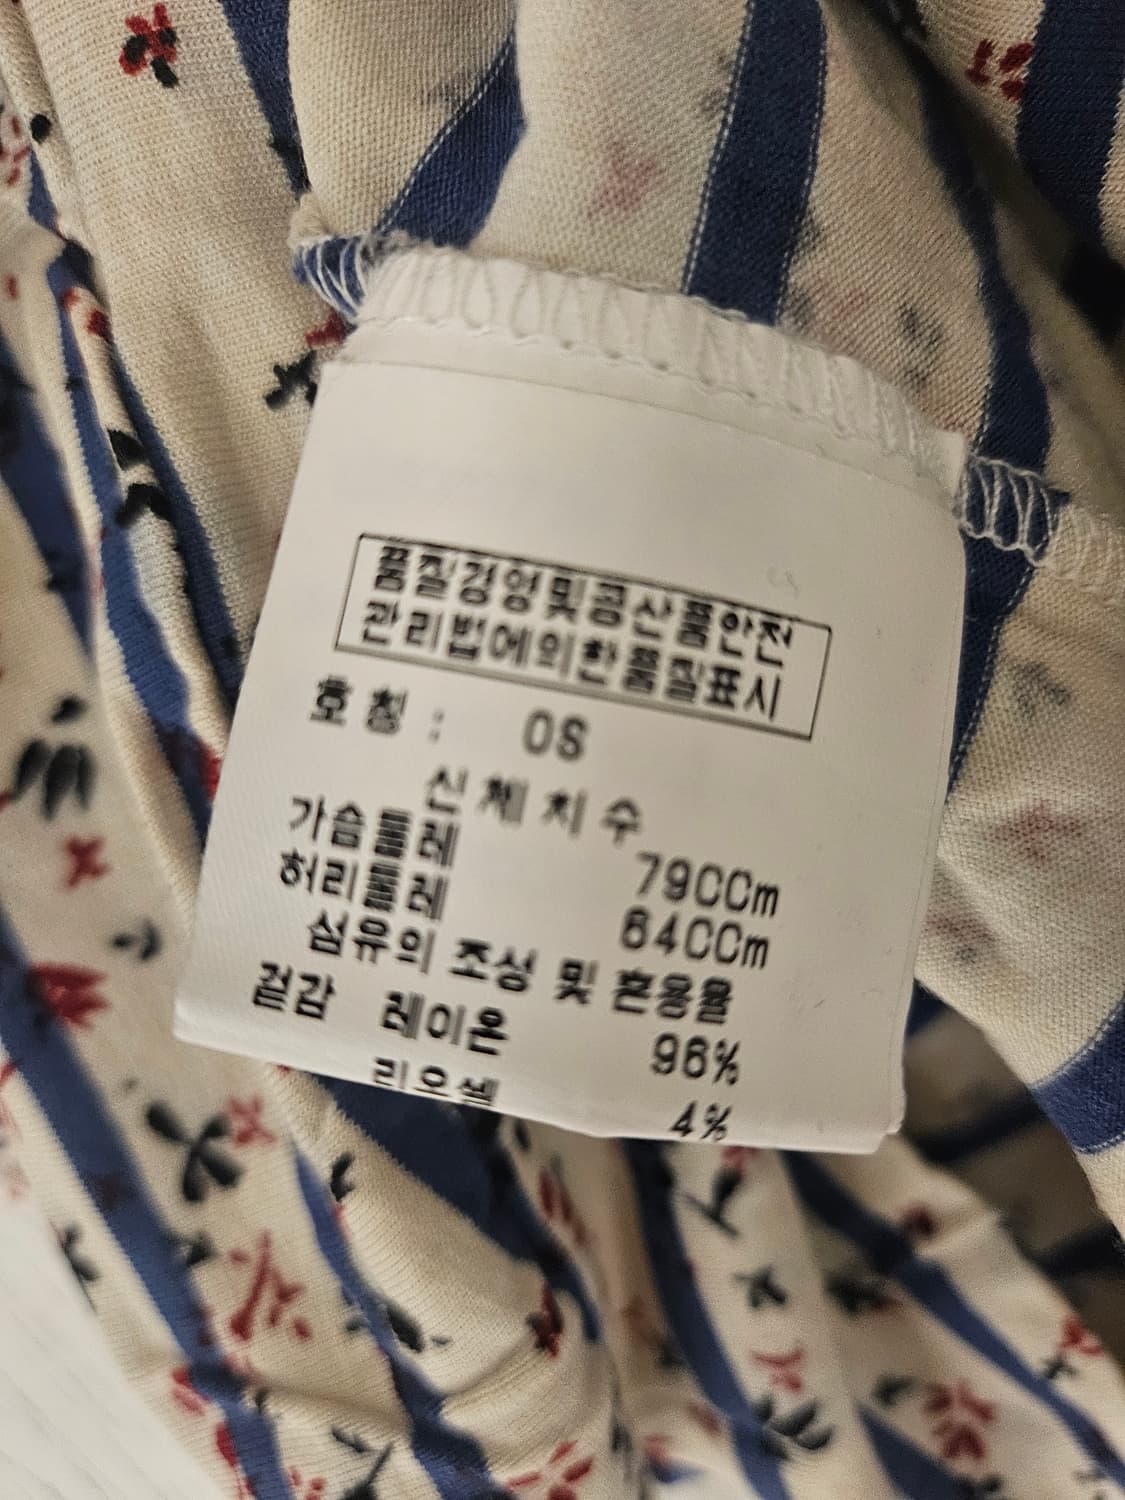 품질경영및공산품안전
관리법에의한품질표시
호 칭 : OS
신 체 치 수
가슴둘레 79CCm
허리둘레 64CCm
섬유의 조성 및 혼용율
겉감 레이온 96%
리오셀 4%